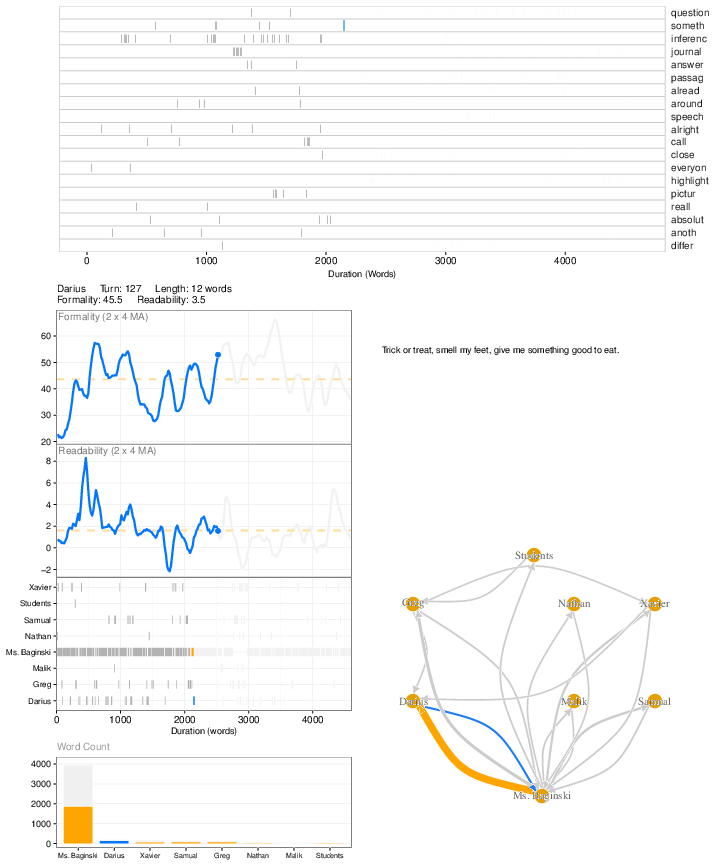 question
someth
inferenc
journal
answer
passag
alread
around
speech
alright
call
close
everyon
highlight
pictur
reall
absolut
anoth
differ
0 1000 2000 3000 4000
Duration (Words)
Darius Turn: 127 Length: 12 words
Formality: 45.5 Readability: 3.5
Formality (2 x 4 MA)
60
50
40
30
20
Trick or treat, smell my feet, give me something good to eat.
Readability (2 x 4 MA)
8
6
4
2
0
−2
Xavier
Students
Samual
Nathan
Ms. Baginski
Malik
Greg
Darius
0 1000 2000 3000 4000
Duration (words)
Students
Greg Nathan Xavier
Darius Malik Samual
Ms. Baginski
Word Count
4000
3000
2000
1000
0
Ms. Baginski Darius Xavier Samual Greg Nathan Malik Students